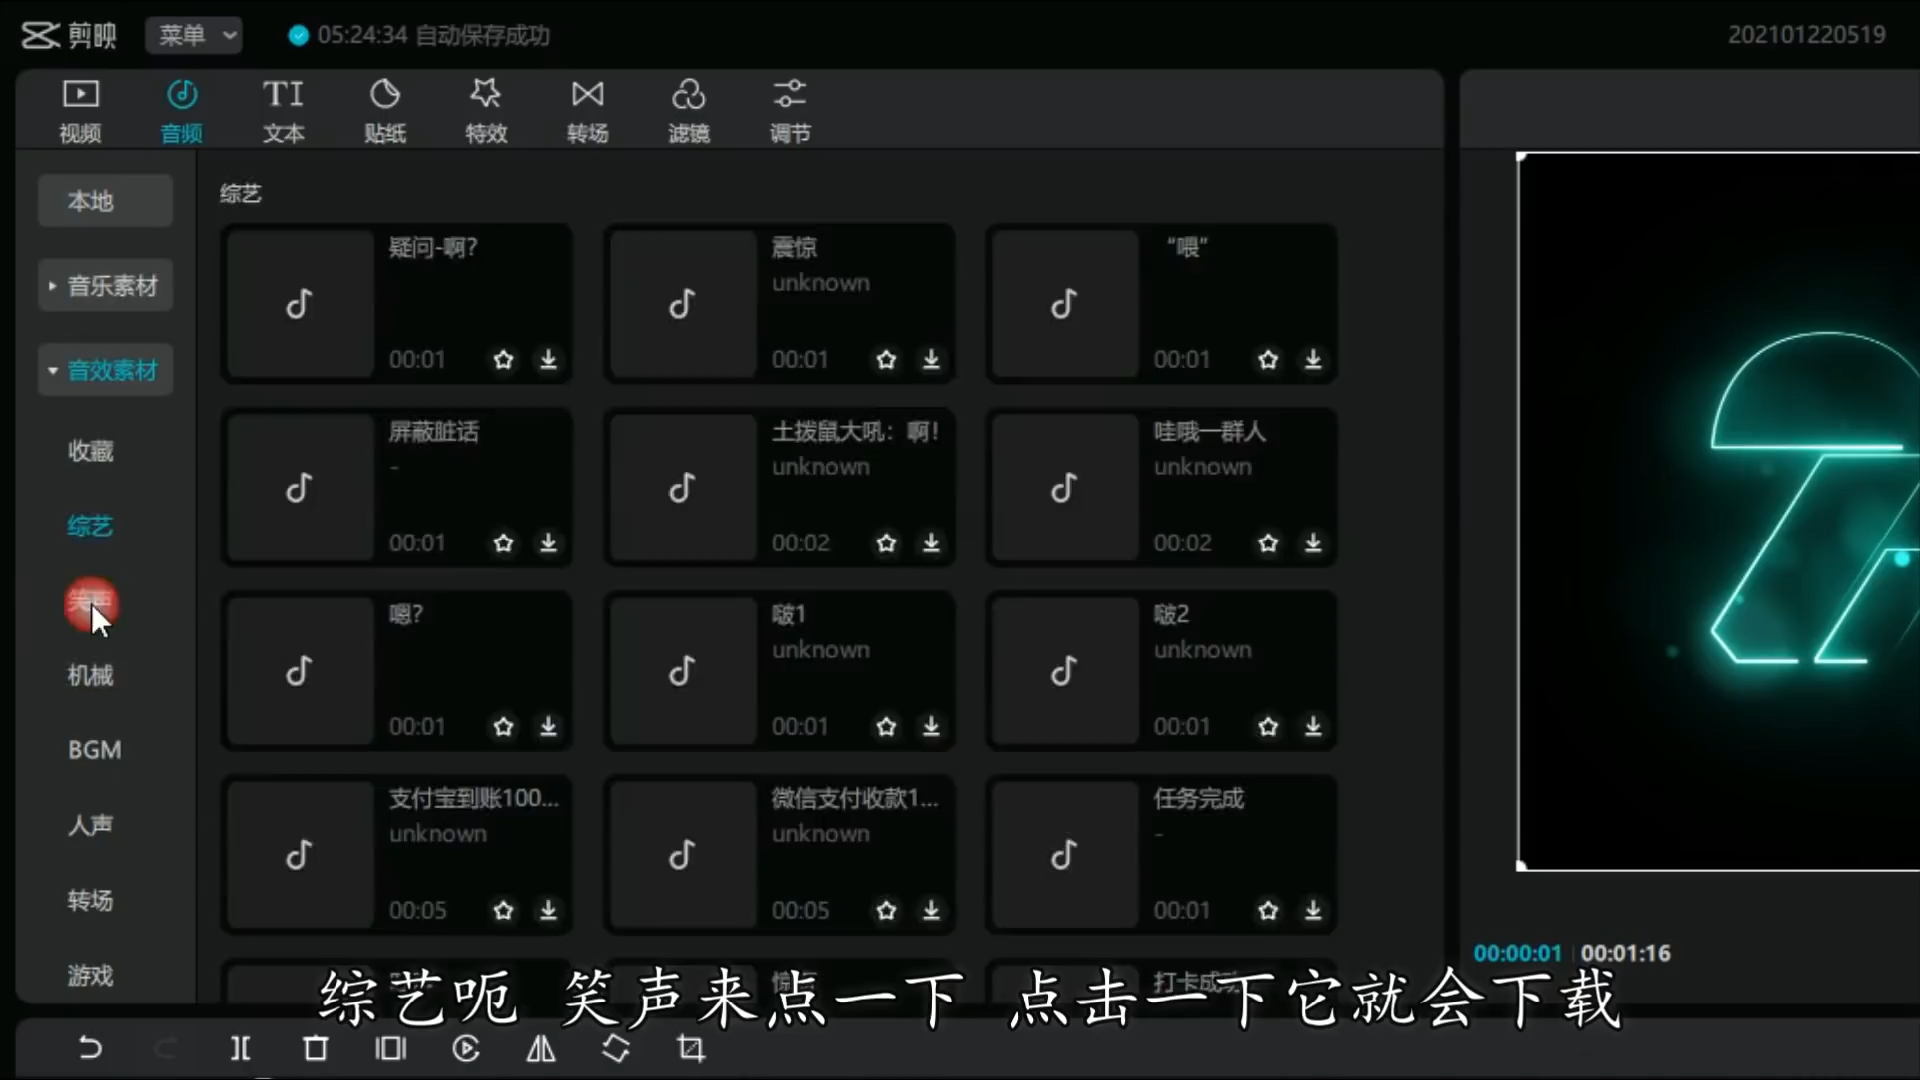 剪映
菜单
05:24:34 自动保存成功
202101220519
视频
音频
TI
文本
贴纸
特效
转场
滤镜
调节
本地
音乐素材
音效素材
收藏
综艺
笑声
机械
BGM
人声
转场
游戏
综艺
疑问-啊?
00:01
震惊
unknown
00:01
“喂”
00:01
屏蔽脏话
-
00:01
土拨鼠大吼：啊!
unknown
00:02
哇哦一群人
unknown
00:02
嗯?
00:01
啵1
unknown
00:01
啵2
unknown
00:01
支付宝到账100...
unknown
00:05
微信支付收款1...
unknown
00:05
任务完成
-
00:01
打卡成功
00:00:01
00:01:16
综艺呃 笑声来点一下 点击一下它就会下载